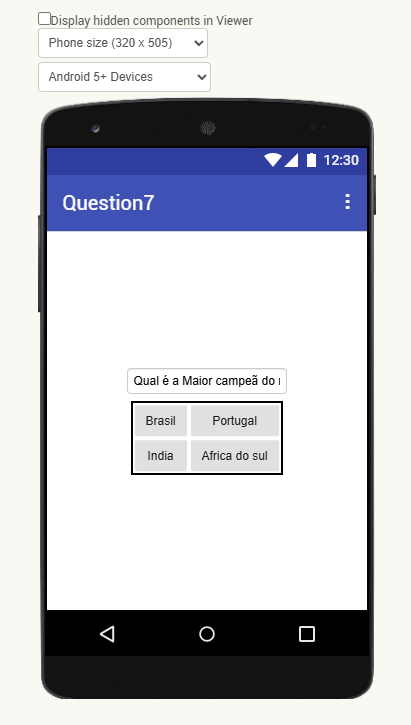 Display hidden components in Viewer
Phone size (320 x 505)
Android 5+ Devices
12:30
Question7
Qual é a Maior campeã do
Brasil Portugal
India Africa do sul